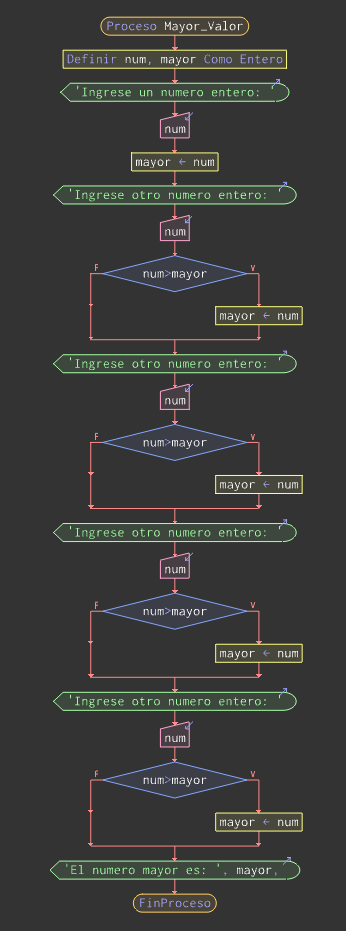 Proceso Mayor_Valor
Definir num, mayor Como Entero
'Ingrese un numero entero: '
num
mayor ← num
'Ingrese otro numero entero: '
num
F num>mayor V
mayor ← num
'Ingrese otro numero entero: '
num
F num>mayor V
mayor ← num
'Ingrese otro numero entero: '
num
F num>mayor V
mayor ← num
'Ingrese otro numero entero: '
num
F num>mayor V
mayor ← num
'El numero mayor es: ', mayor,
FinProceso